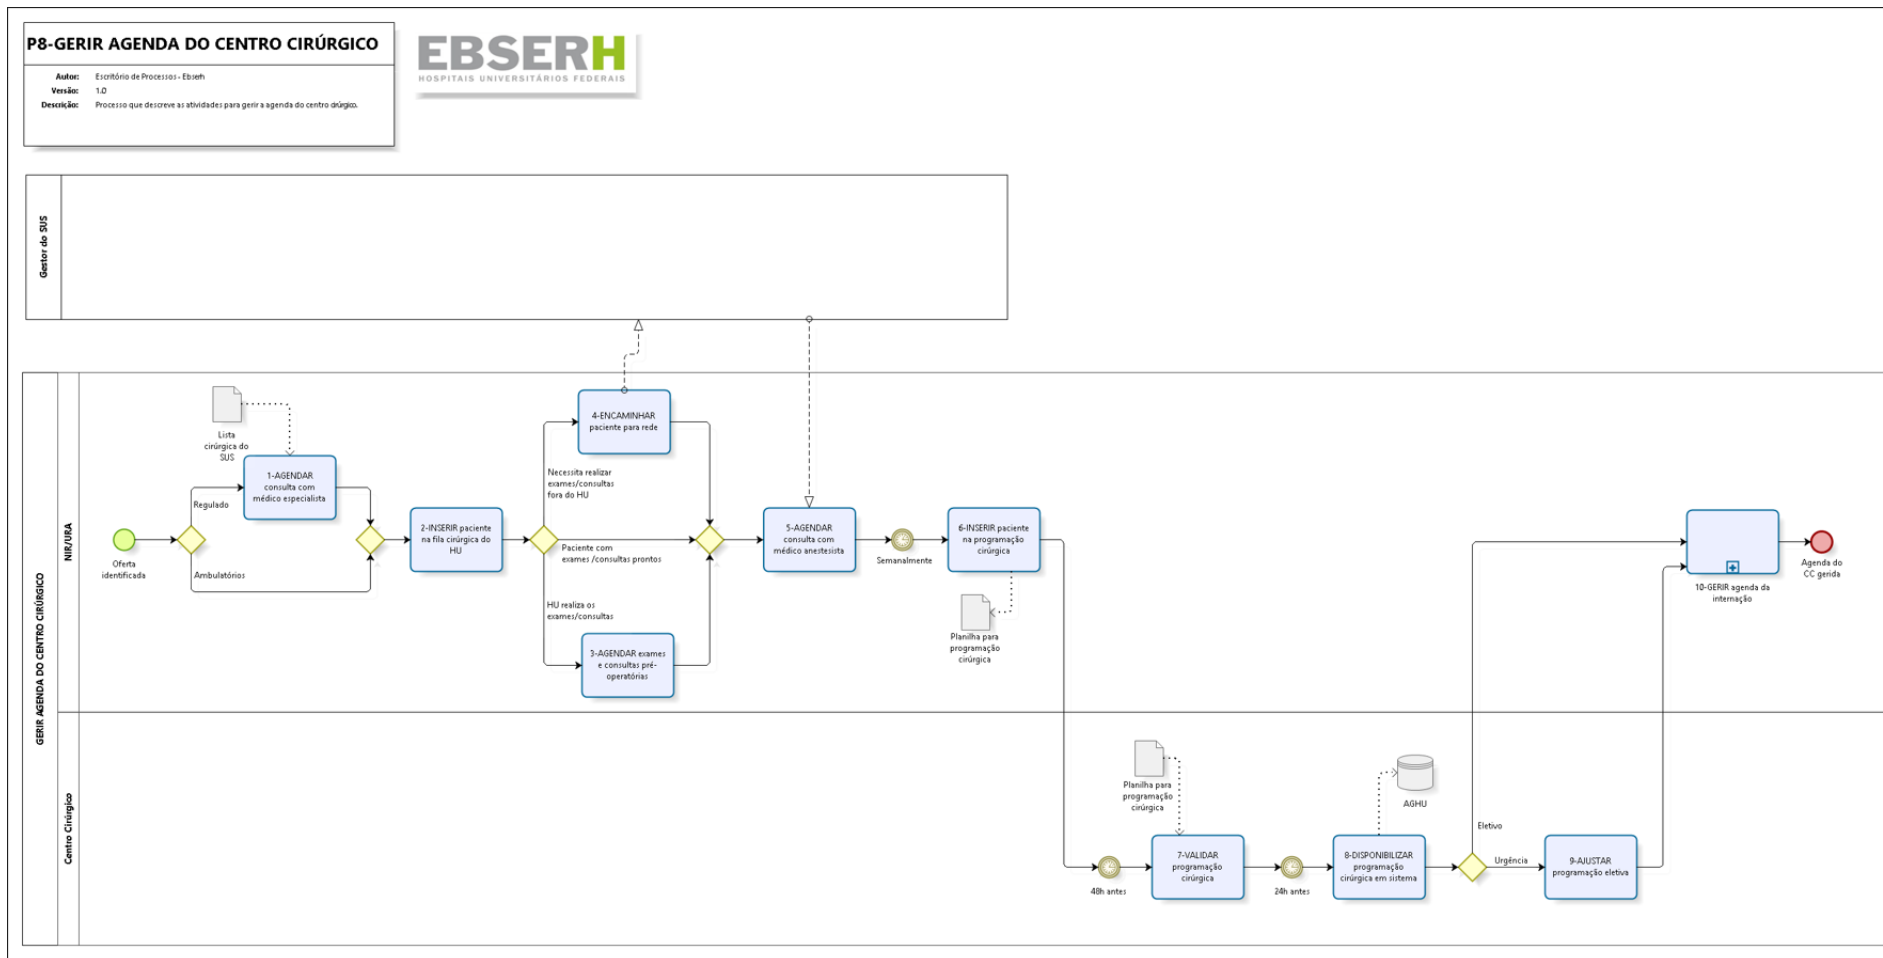 P8-GERIR AGENDA DO CENTRO CIRÚRGICO
Autor: Escritório de Processos - Ebserh
Versão: 1.0
Descrição: Processo que descreve as atividades para gerir a agenda do centro cirúrgico.
EBSERH
HOSPITAIS UNIVERSITÁRIOS FEDERAIS
Gestor do SUS
GERIR AGENDA DO CENTRO CIRÚRGICO
NIR/URA
Oferta
identificada
Regulado
Ambulatórios
Lista
cirúrgica do
SUS
1-AGENDAR
consulta com
médico especialista
2-INSERIR paciente
na fila cirúrgica do
HU
Necessita realizar
exames/consultas
fora do HU
Paciente com
exames /consultas prontos
HU realiza os
exames/consultas
4-ENCAMINHAR
paciente para rede
3-AGENDAR exames
e consultas pré-
operatórias
5-AGENDAR
consulta com
médico anestesista
Semanalmente
6-INSERIR paciente
na programação
cirúrgica
Planilha para
programação
cirúrgica
10-GERIR agenda da
internação
Agenda do
CC gerida
Centro Cirúrgico
48h antes
Planilha para
programação
cirúrgica
7-VALIDAR
programação
cirúrgica
24h antes
8-DISPONIBILIZAR
programação
cirúrgica em sistema
AGHU
Eletivo
Urgência
9-AJUSTAR
programação eletiva